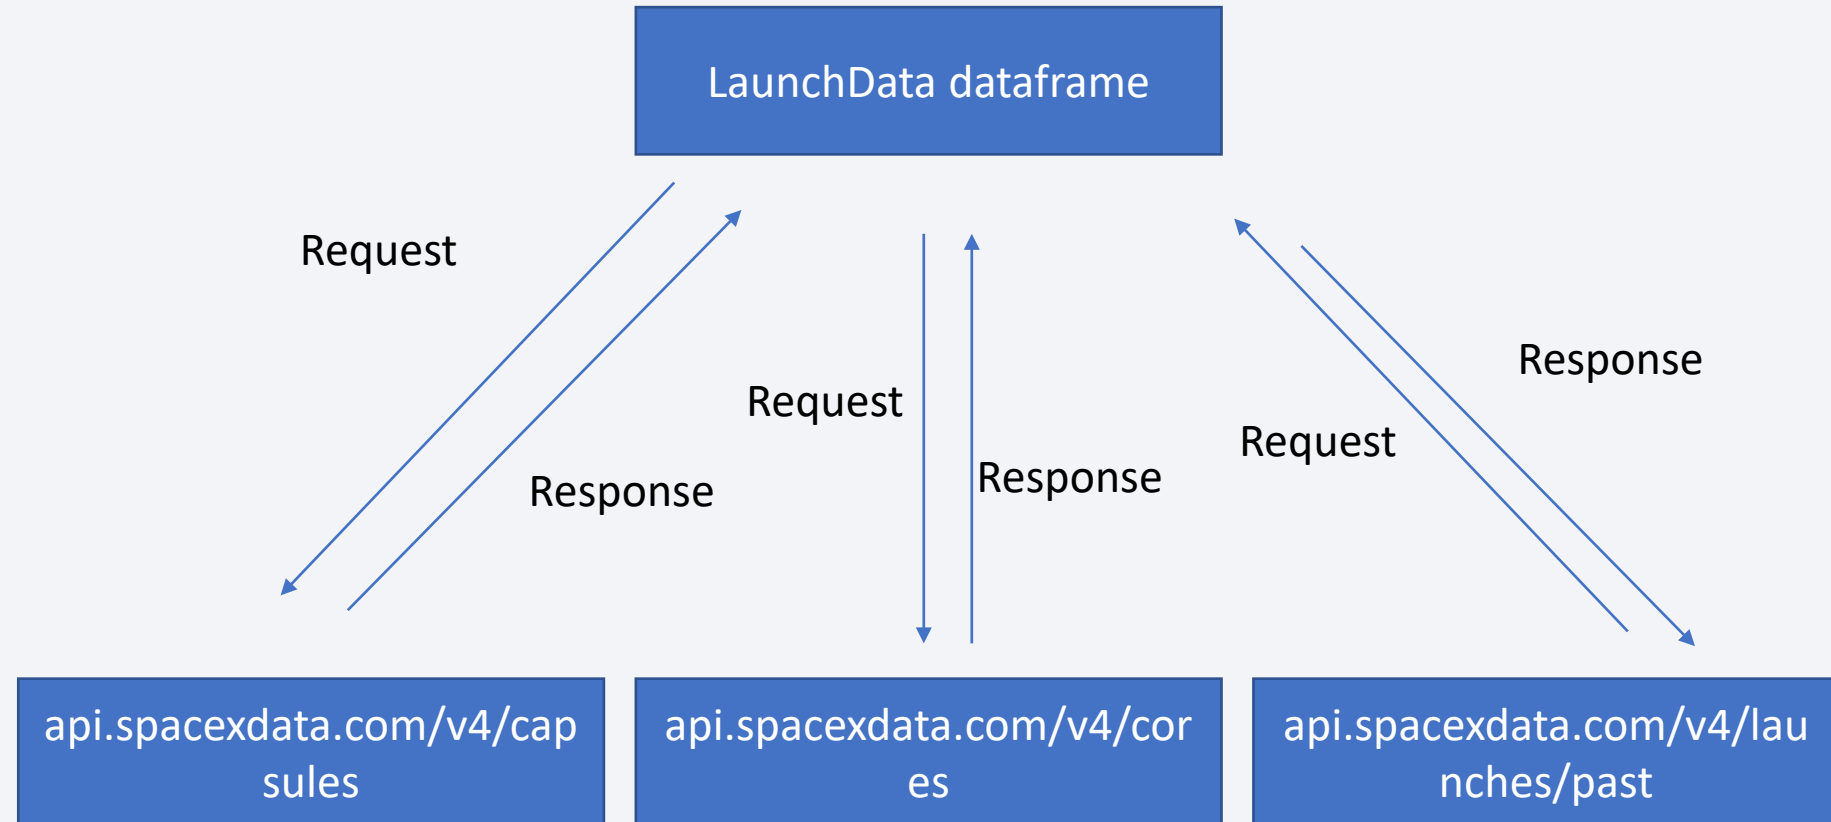 LaunchData dataframe
Request
Response
Request
Request
Response
Response
api.spacexdata.com/v4/cap
sules
api.spacexdata.com/v4/cor
es
api.spacexdata.com/v4/lau
nches/past